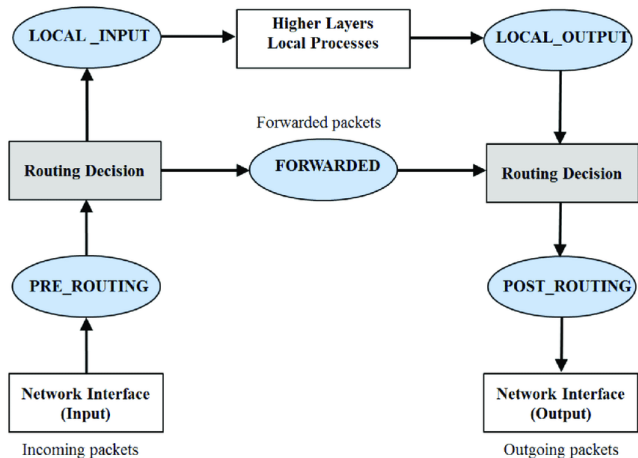 LOCAL _INPUT
Higher Layers
Local Processes
LOCAL_OUTPUT
Forwarded packets
Routing Decision
FORWARDED
Routing Decision
PRE_ROUTING
POST_ROUTING
Network Interface
(Input)
Network Interface
(Output)
Incoming packets
Outgoing packets